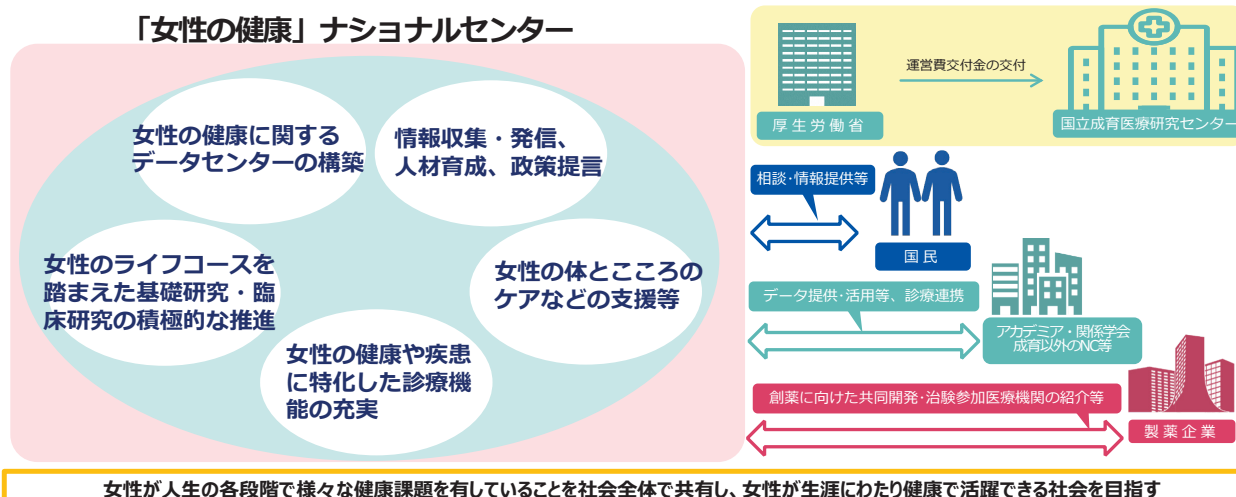 「女性の健康」ナショナルセンター
女性の健康に関する
データセンターの構築
情報収集・発信、
人材育成、政策提言
女性のライフコースを
踏まえた基礎研究・臨
床研究の積極的な推進
女性の体とこころの
ケアなどの支援等
女性の健康や疾患
に特化した診療機
能の充実
運営費交付金の交付
厚生労働省
国立成育医療研究センター
相談・情報提供等
国民
データ提供・活用等、診療連携
アカデミア・関係学会
成育以外のNC等
創薬に向けた共同開発・治験参加医療機関の紹介等
製薬企業
女性が人生の各段階で様々な健康課題を有していることを社会全体で共有し、女性が生涯にわたり健康で活躍できる社会を目指す